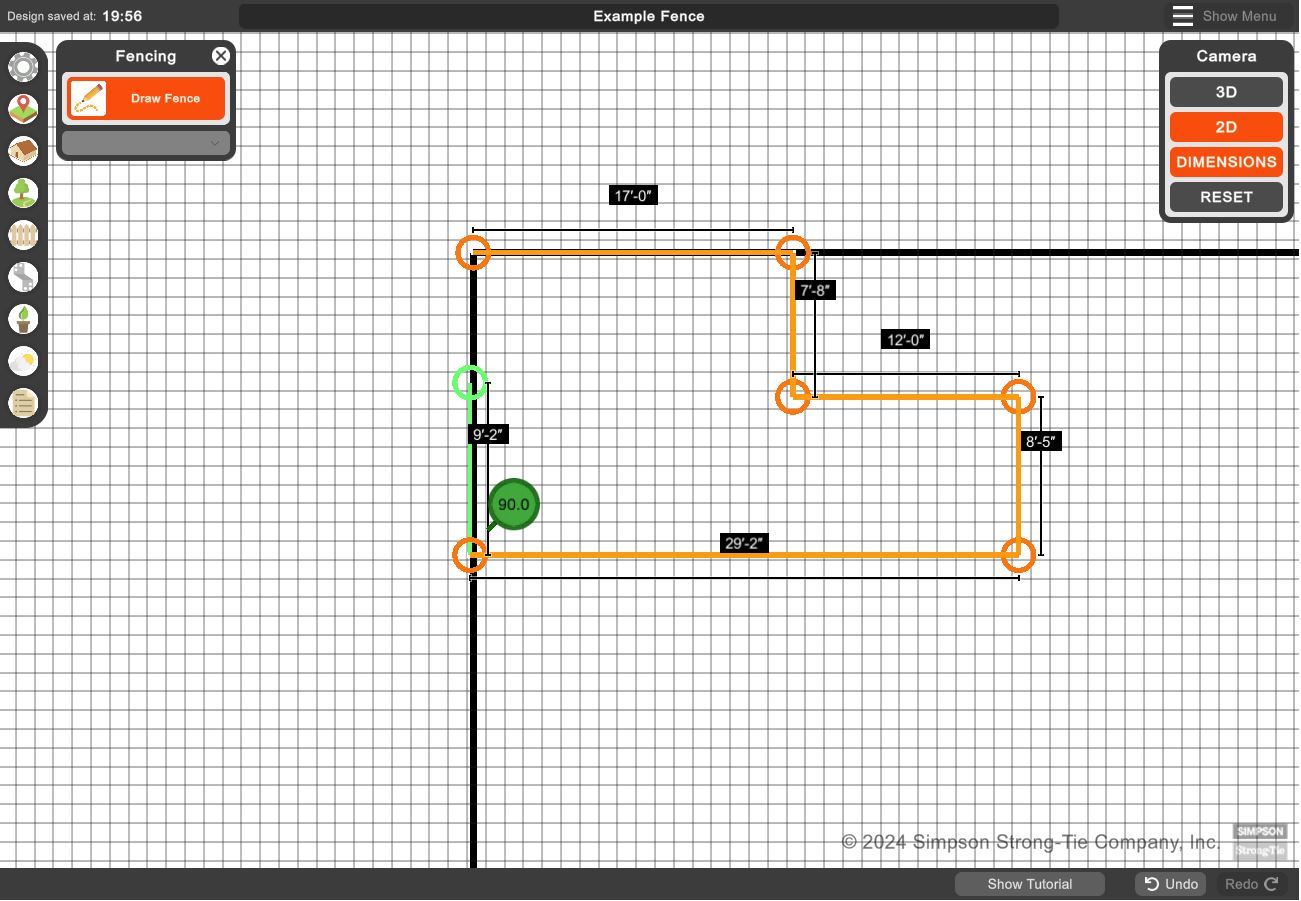 Design saved at: 19:56
Example Fence
Show Menu
Fencing
Draw Fence
Camera
3D
2D
DIMENSIONS
RESET
17′-0″
7′-8″
12′-0″
9′-2″
8′-5″
90.0
29′-2″
© 2024 Simpson Strong-Tie Company, Inc.
SIMPSON
Strong-Tie
Show Tutorial
Undo
Redo